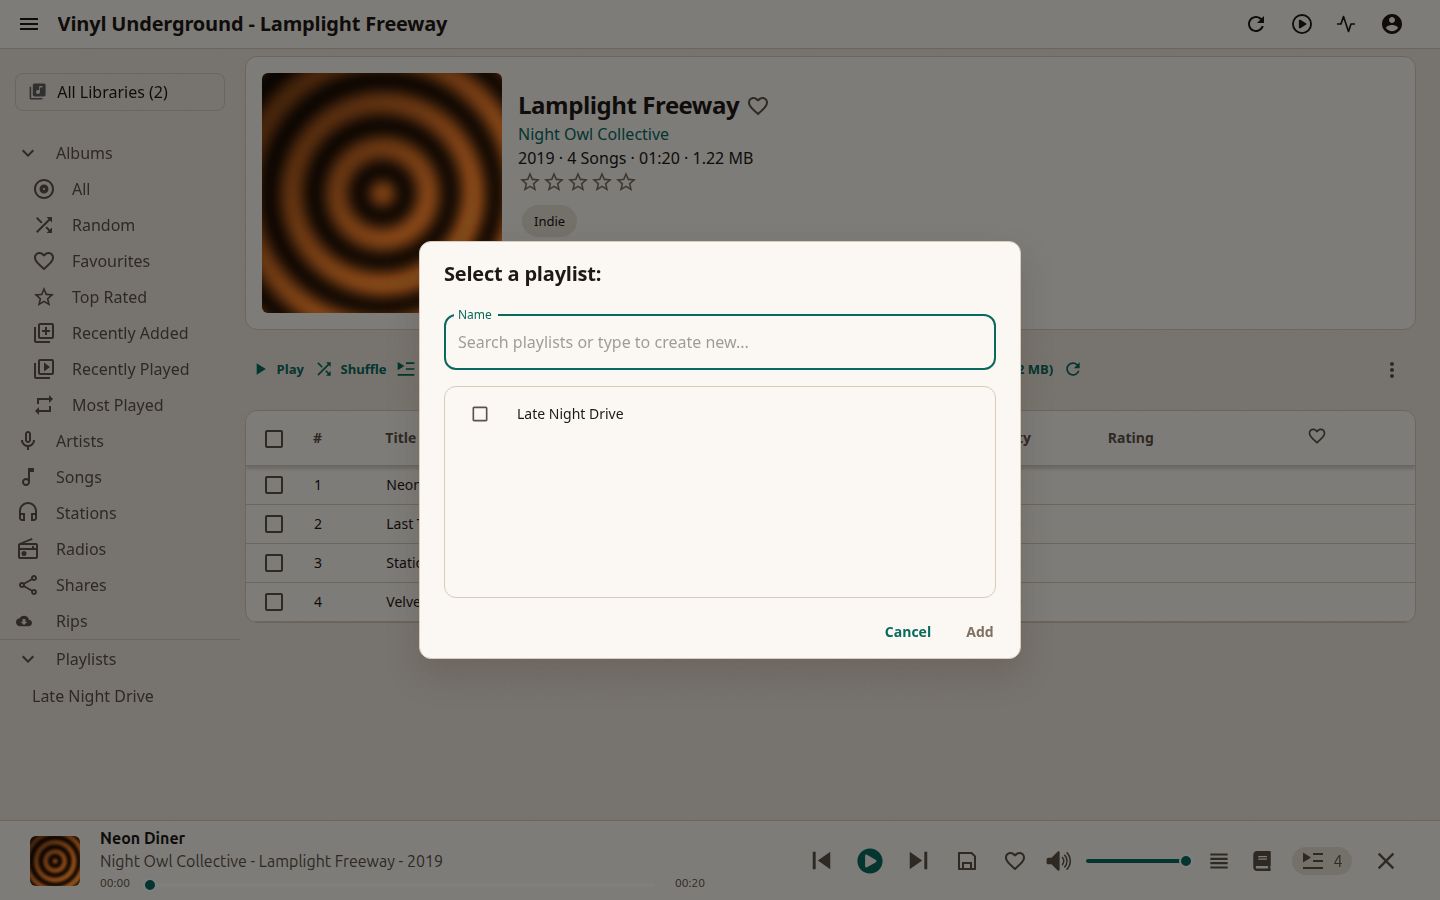 Vinyl Underground - Lamplight Freeway
All Libraries (2)
Albums
All
Random
Favourites
Top Rated
Recently Added
Recently Played
Most Played
Artists
Songs
Stations
Radios
Shares
Rips
Playlists
Late Night Drive
Lamplight Freeway
Night Owl Collective
2019 · 4 Songs · 01:20 · 1.22 MB
Indie
Play
Shuffle
MB)
# Title Rating
1
2 Last
3
4
Select a playlist:
Name
Search playlists or type to create new...
Late Night Drive
Cancel Add
Neon Diner
Night Owl Collective - Lamplight Freeway - 2019
00:00 00:20
4